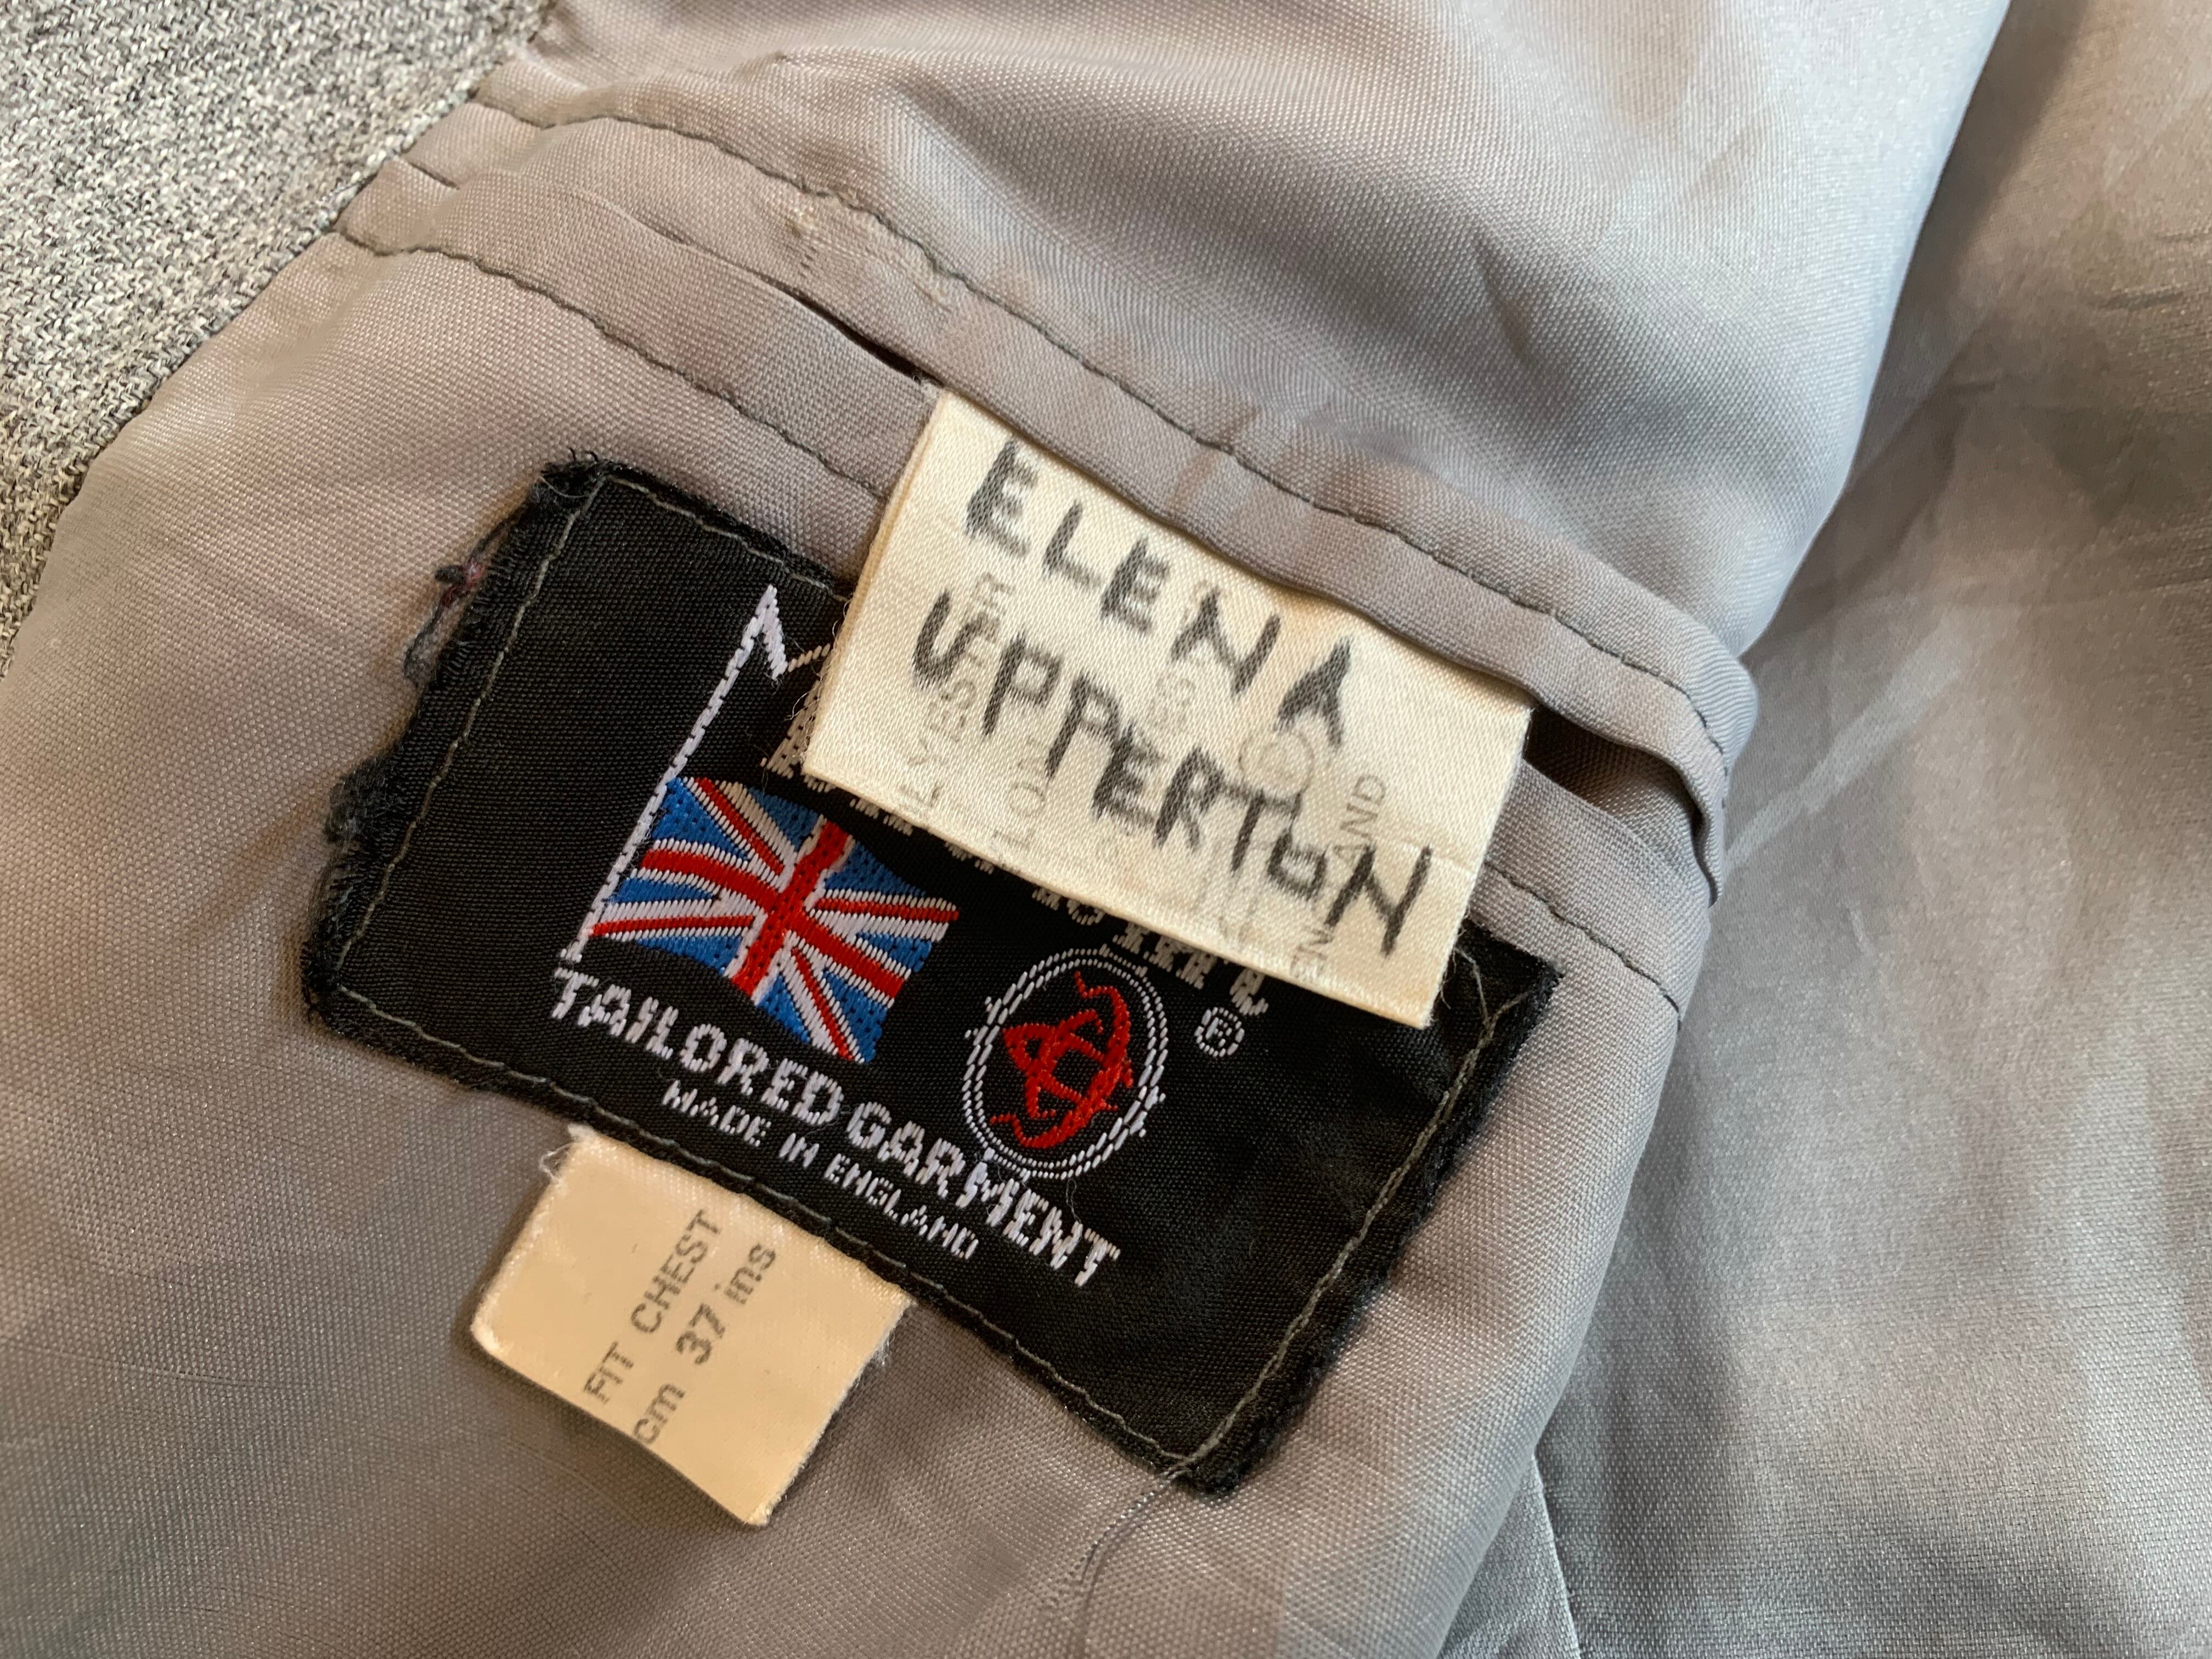 ELENA
UPPERTON
TAILORED GARMENT
MADE IN ENGLAND
®
FIT CHEST
cm 37 ins